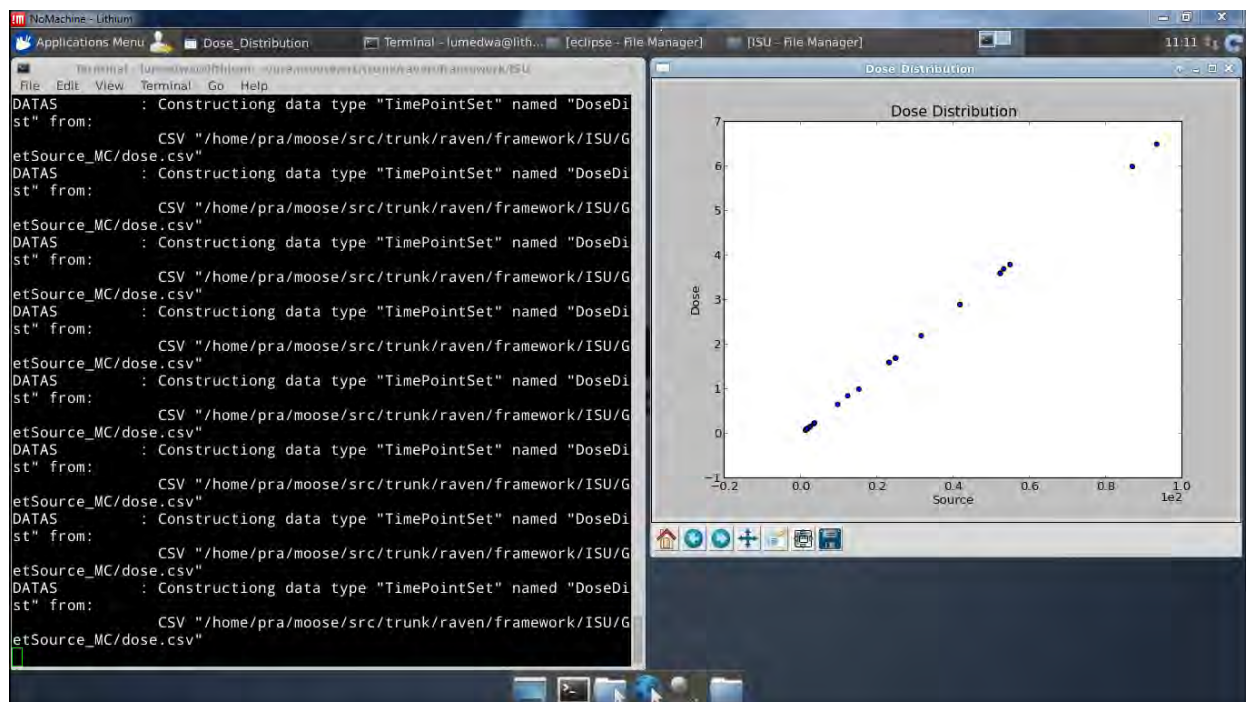 NoMachine - Lithium
Applications Menu
Dose_Distribution
Terminal - lumedwa@lith...
[eclipse - File Manager]
[ISU - File Manager]
11:11
File Edit View Terminal Go Help
DATAS : Constructiong data type "TimePointSet" named "DoseDi
st" from:
CSV "/home/pra/moose/src/trunk/raven/framework/ISU/G
etSource_MC/dose.csv"
DATAS : Constructiong data type "TimePointSet" named "DoseDi
st" from:
CSV "/home/pra/moose/src/trunk/raven/framework/ISU/G
etSource_MC/dose.csv"
DATAS : Constructiong data type "TimePointSet" named "DoseDi
st" from:
CSV "/home/pra/moose/src/trunk/raven/framework/ISU/G
etSource_MC/dose.csv"
DATAS : Constructiong data type "TimePointSet" named "DoseDi
st" from:
CSV "/home/pra/moose/src/trunk/raven/framework/ISU/G
etSource_MC/dose.csv"
DATAS : Constructiong data type "TimePointSet" named "DoseDi
st" from:
CSV "/home/pra/moose/src/trunk/raven/framework/ISU/G
etSource_MC/dose.csv"
DATAS : Constructiong data type "TimePointSet" named "DoseDi
st" from:
CSV "/home/pra/moose/src/trunk/raven/framework/ISU/G
etSource_MC/dose.csv"
DATAS : Constructiong data type "TimePointSet" named "DoseDi
st" from:
CSV "/home/pra/moose/src/trunk/raven/framework/ISU/G
etSource_MC/dose.csv"
DATAS : Constructiong data type "TimePointSet" named "DoseDi
st" from:
CSV "/home/pra/moose/src/trunk/raven/framework/ISU/G
etSource_MC/dose.csv"
Dose Distribution
Dose Distribution
7
6
5
4
3
2
1
0
−1
Dose
−0.2 0.0 0.2 0.4 0.6 0.8 1.0
1e2
Source